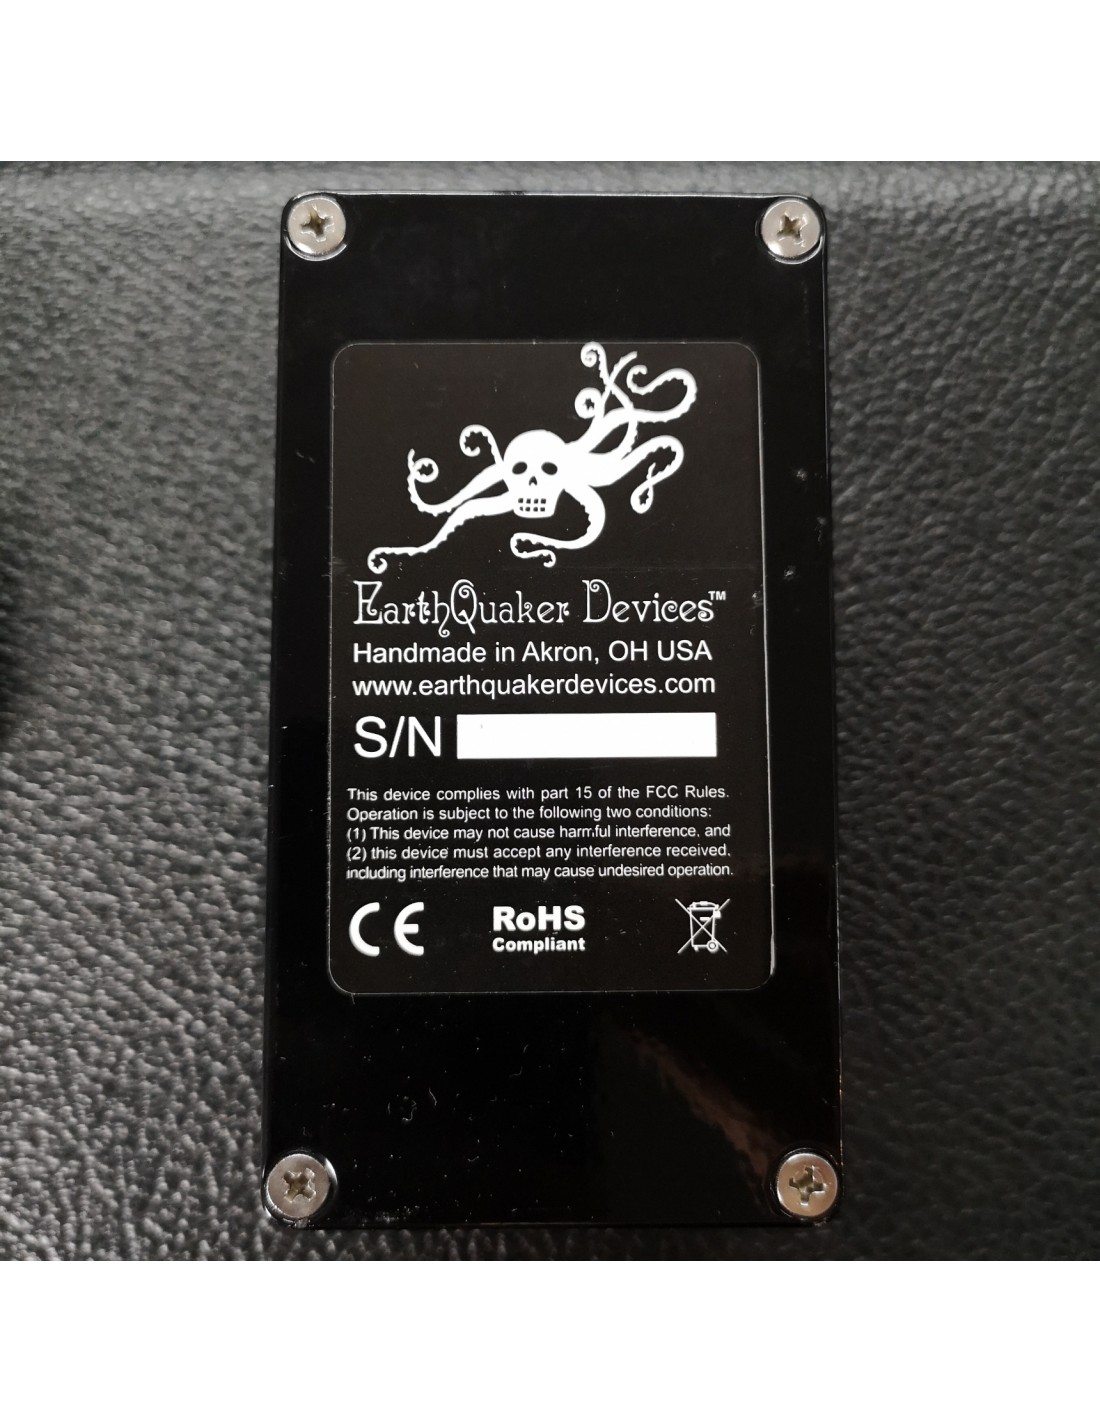 EarthQuaker Devices™
Handmade in Akron, OH USA
www.earthquakerdevices.com
S/N
This device complies with part 15 of the FCC Rules.
Operation is subject to the following two conditions:
(1) This device may not cause harmful interference, and
(2) this device must accept any interference received,
including interference that may cause undesired operation.
CE RoHS
Compliant